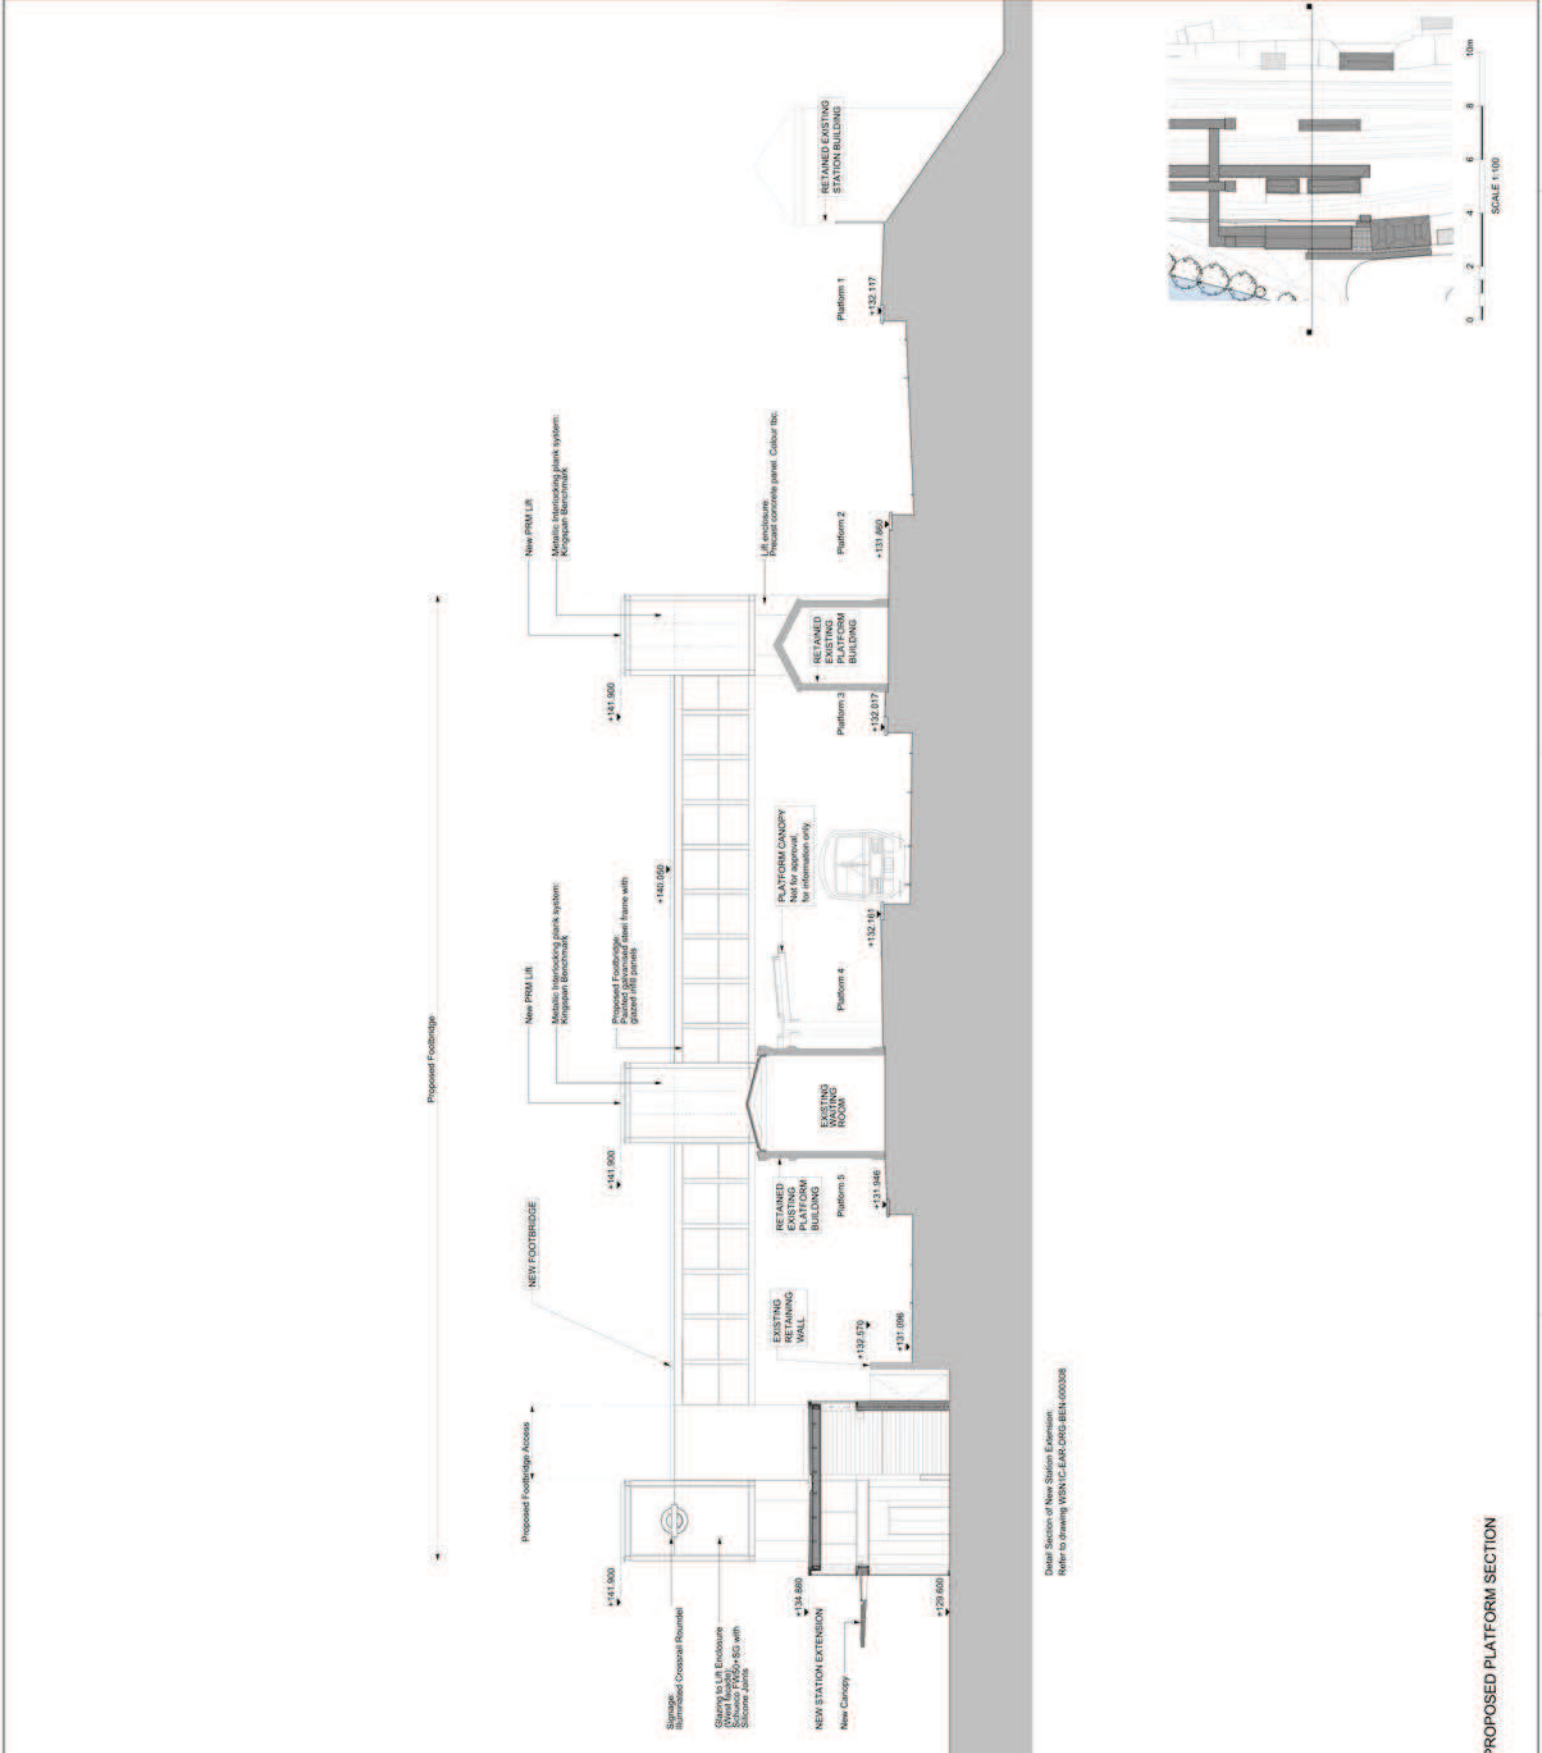 Proposed Footbridge
Proposed Footbridge Access
NEW FOOTBRIDGE
New PRM Lift
Metallic Interlocking plank system:
Kingspan Benchmark
New PRM Lift
Metallic Interlocking plank system:
Kingspan Benchmark
+141.900
Signage:
Illuminated Crossrail Roundel
Glazing to Lift Enclosure
(West facade):
Schueco FW50+SG with
Silicone Joints
+141.900
Proposed Footbridge:
Painted galvanised steel frame with
glazed infill panels
+140.050
+141.900
Lift enclosure:
Precast concrete panel. Colour tbc.
+134.880
NEW STATION EXTENSION
New Canopy
+129.600
EXISTING
RETAINING
WALL
+132.570
+131.096
RETAINED
EXISTING
PLATFORM
BUILDING
Platform 5
+131.946
EXISTING
WAITING
ROOM
PLATFORM CANOPY
Not for approval,
for information only
Platform 4
+132.161
Platform 3
+132.017
RETAINED
EXISTING
PLATFORM
BUILDING
Platform 2
+131.860
Platform 1
+132.117
RETAINED EXISTING
STATION BUILDING
Detail Section of New Station Extension:
Refer to drawing WSN1C-EAR-DRG-BEN-000308
0 2 4 6 8 10m
SCALE 1:100
PROPOSED PLATFORM SECTION